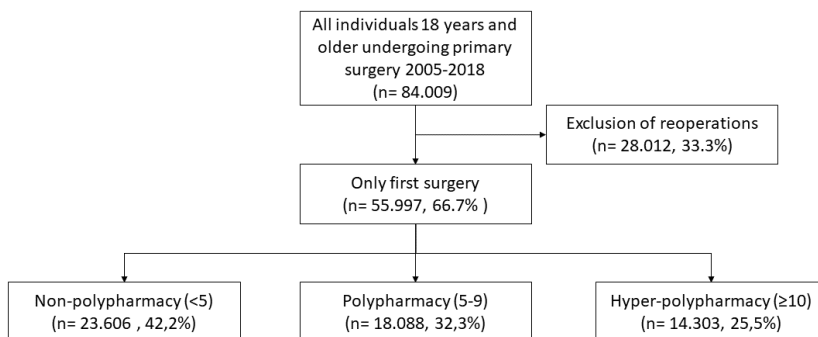 All individuals 18 years and
older undergoing primary
surgery 2005-2018
(n= 84.009)
Exclusion of reoperations
(n= 28.012, 33.3%)
Only first surgery
(n= 55.997, 66.7% )
Non-polypharmacy (<5)
(n= 23.606 , 42,2%)
Polypharmacy (5-9)
(n= 18.088, 32,3%)
Hyper-polypharmacy (≥10)
(n= 14.303, 25,5%)